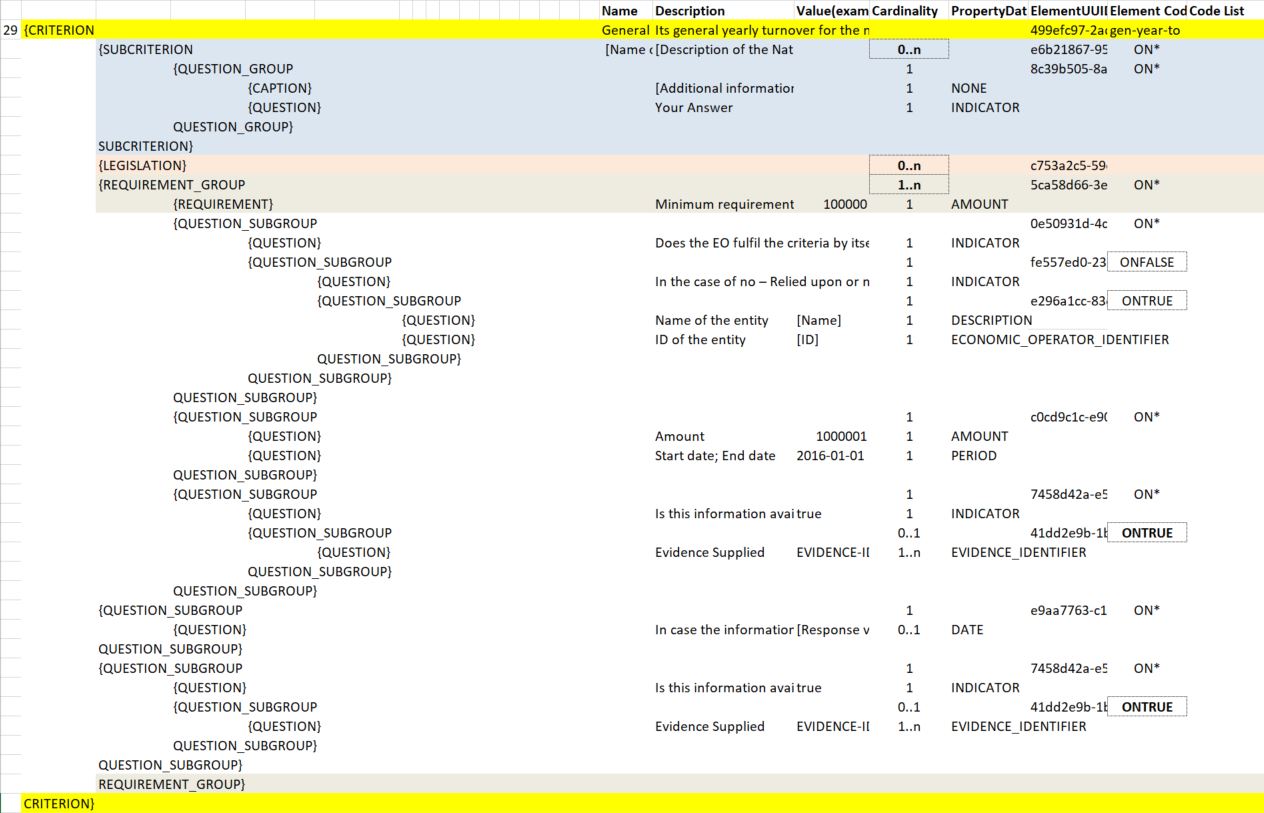 Name Description Value(exam Cardinality PropertyDat ElementUUII Element Cod Code List
29 {CRITERION General Its general yearly turnover for the n 499efc97-2a gen-year-to
{SUBCRITERION [Name [Description of the Nat 0..n e6b21867-95 ON*
{QUESTION_GROUP 1 8c39b505-8a ON*
{CAPTION} [Additional information 1 NONE
{QUESTION} Your Answer 1 INDICATOR
QUESTION_GROUP}
SUBCRITERION}
{LEGISLATION} 0..n c753a2c5-59
{REQUIREMENT_GROUP 1..n 5ca58d66-3e ON*
{REQUIREMENT} Minimum requirement 100000 1 AMOUNT
{QUESTION_SUBGROUP 0e50931d-4c ON*
{QUESTION} Does the EO fulfil the criteria by itse 1 INDICATOR
{QUESTION_SUBGROUP 1 fe557ed0-23 ONFALSE
{QUESTION} In the case of no – Relied upon or n 1 INDICATOR
{QUESTION_SUBGROUP 1 e296a1cc-83 ONTRUE
{QUESTION} Name of the entity [Name] 1 DESCRIPTION
{QUESTION} ID of the entity [ID] 1 ECONOMIC_OPERATOR_IDENTIFIER
QUESTION_SUBGROUP}
QUESTION_SUBGROUP}
QUESTION_SUBGROUP}
{QUESTION_SUBGROUP 1 c0cd9c1c-e90 ON*
{QUESTION} Amount 1000001 1 AMOUNT
{QUESTION} Start date; End date 2016-01-01 1 PERIOD
QUESTION_SUBGROUP}
{QUESTION_SUBGROUP 1 7458d42a-e5 ON*
{QUESTION} Is this information avai true 1 INDICATOR
{QUESTION_SUBGROUP 0..1 41dd2e9b-1b ONTRUE
{QUESTION} Evidence Supplied EVIDENCE-ID 1..n EVIDENCE_IDENTIFIER
QUESTION_SUBGROUP}
QUESTION_SUBGROUP}
{QUESTION_SUBGROUP 1 e9aa7763-c1 ON*
{QUESTION} In case the information [Response v 0..1 DATE
QUESTION_SUBGROUP}
{QUESTION_SUBGROUP 1 7458d42a-e5 ON*
{QUESTION} Is this information avai true 1 INDICATOR
{QUESTION_SUBGROUP 0..1 41dd2e9b-1b ONTRUE
{QUESTION} Evidence Supplied EVIDENCE-ID 1..n EVIDENCE_IDENTIFIER
QUESTION_SUBGROUP}
QUESTION_SUBGROUP}
REQUIREMENT_GROUP}
CRITERION}